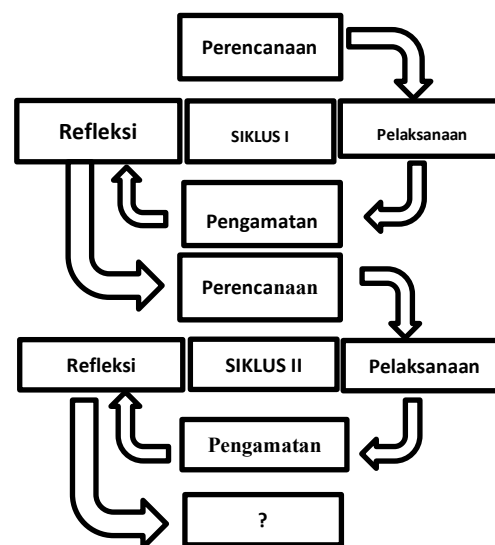 Perencanaan
Refleksi
SIKLUS I
Pelaksanaan
Pengamatan
Perencanaan
Refleksi
SIKLUS II
Pelaksanaan
Pengamatan
?